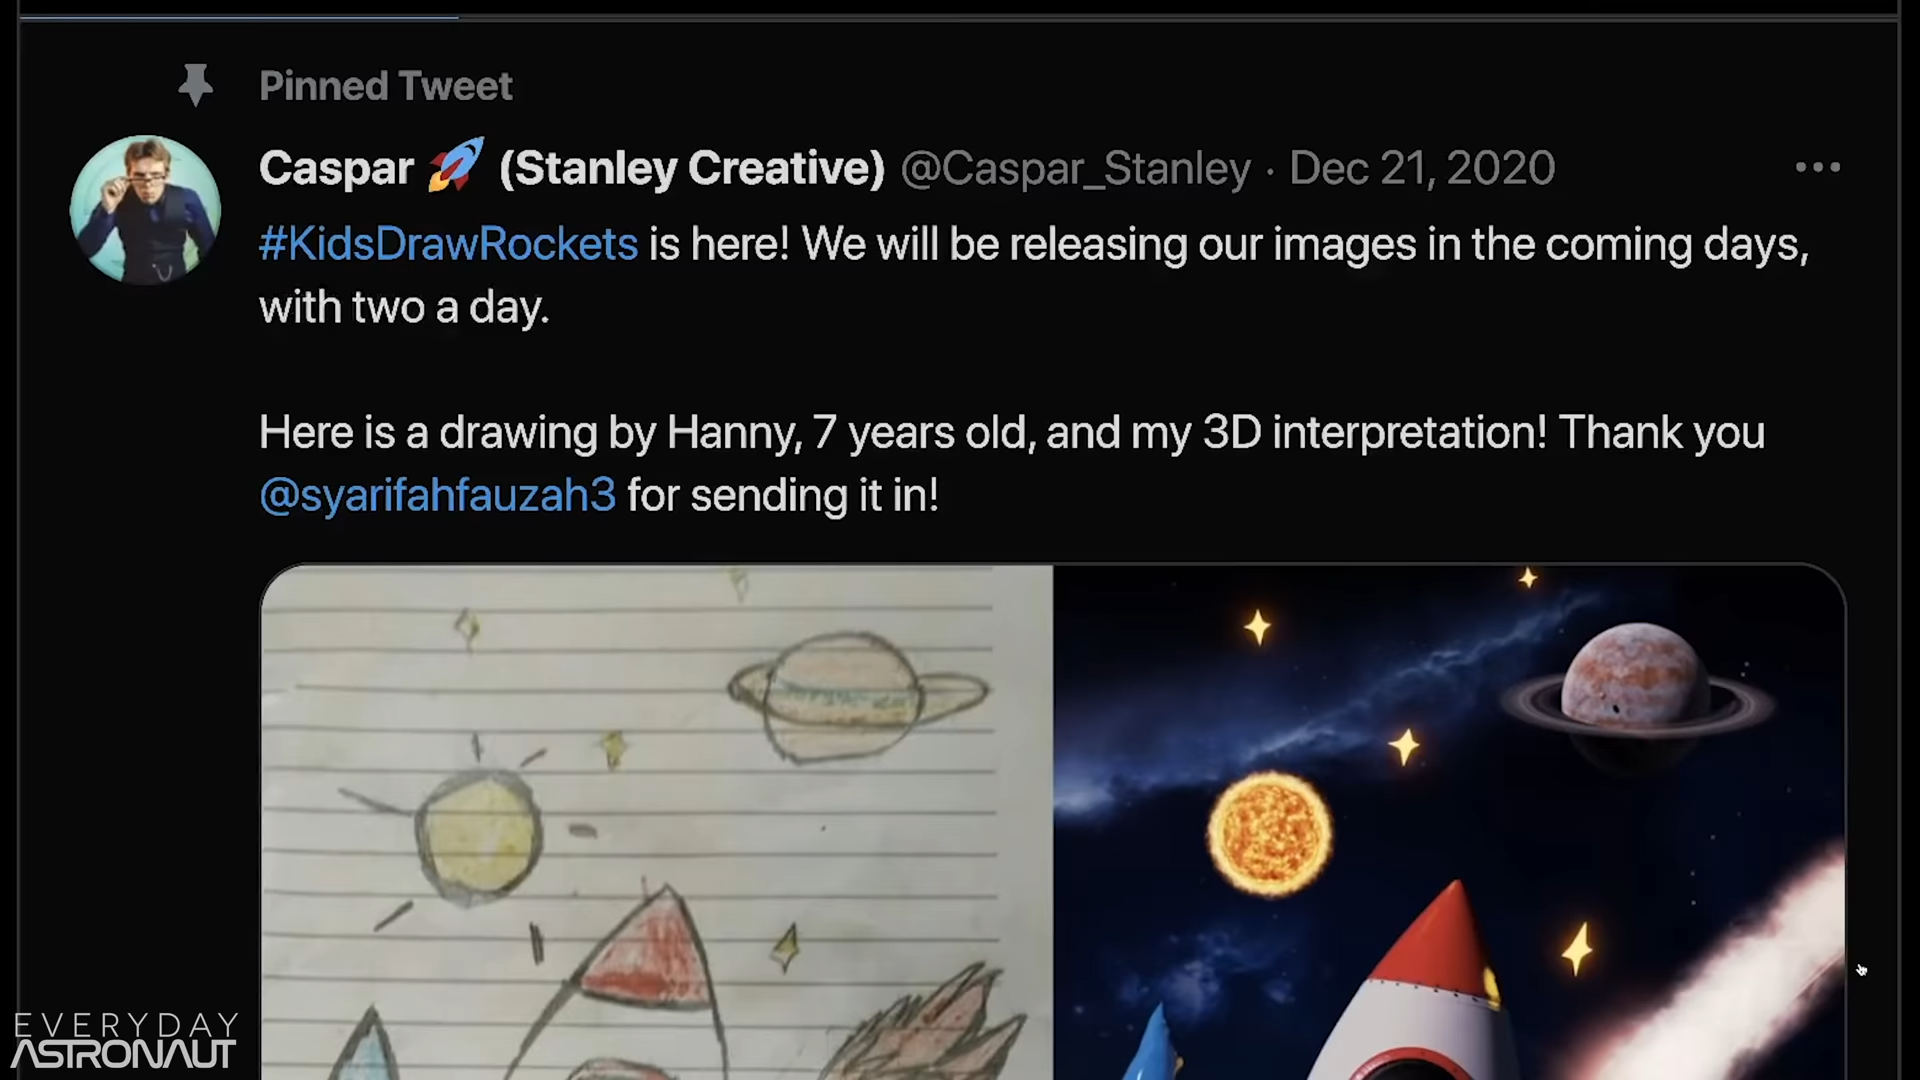 Pinned Tweet
Caspar 🚀 (Stanley Creative) @Caspar_Stanley · Dec 21, 2020
#KidsDrawRockets is here! We will be releasing our images in the coming days,
with two a day.
Here is a drawing by Hanny, 7 years old, and my 3D interpretation! Thank you
@syarifahfauzah3 for sending it in!
EVERYDAY
ASTRONAUT